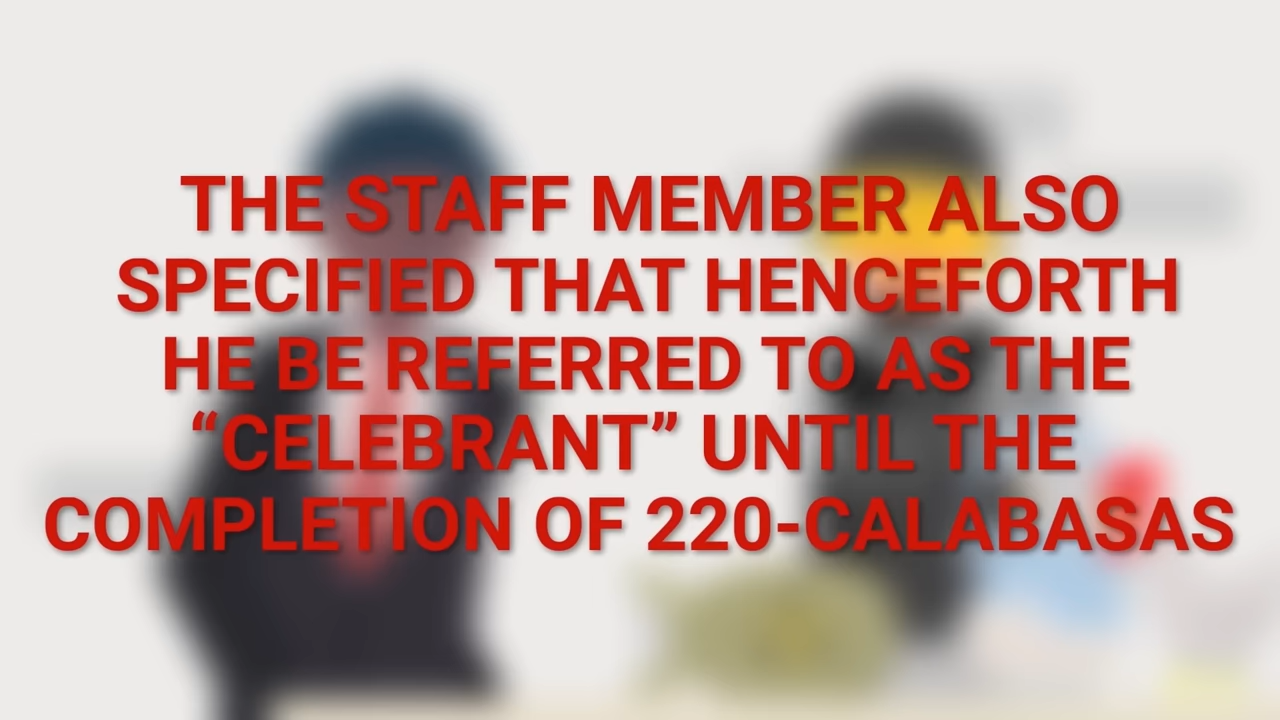 THE STAFF MEMBER ALSO
SPECIFIED THAT HENCEFORTH
HE BE REFERRED TO AS THE
“CELEBRANT” UNTIL THE
COMPLETION OF 220-CALABASAS